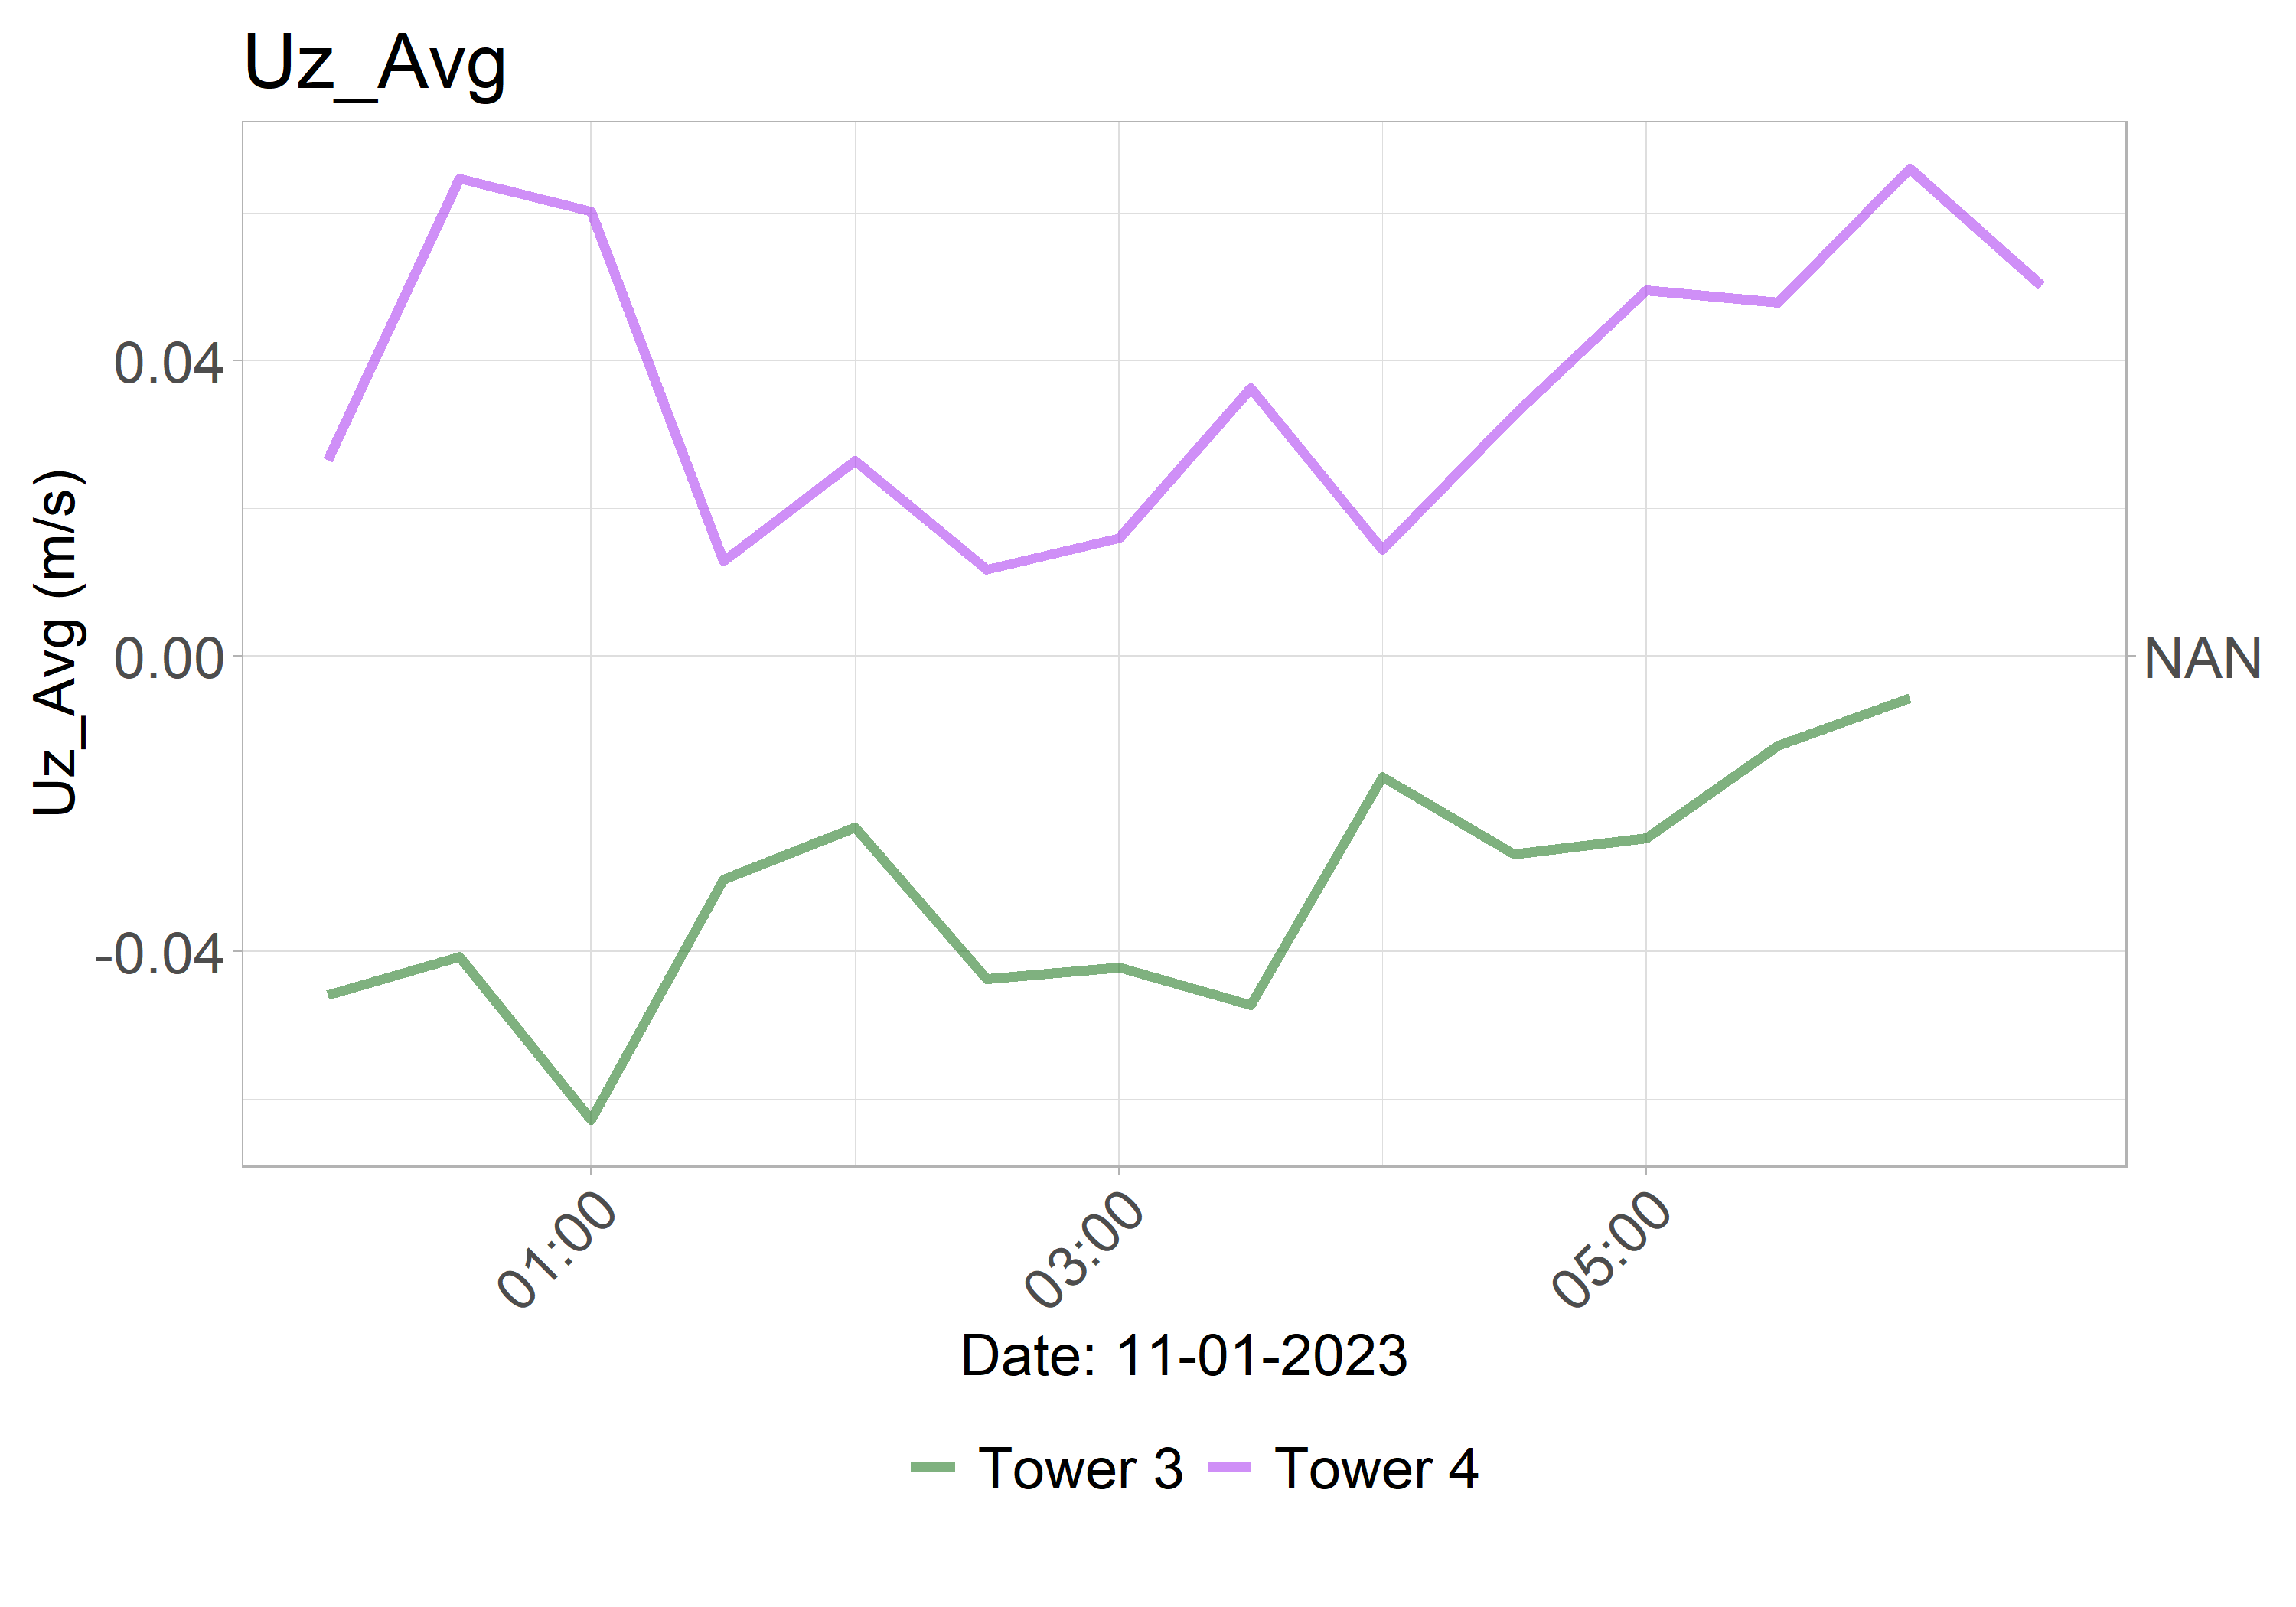 Uz_Avg
Uz_Avg (m/s)
0.04
0.00
-0.04
NAN
01:00
03:00
05:00
Date: 11-01-2023
Tower 3
Tower 4